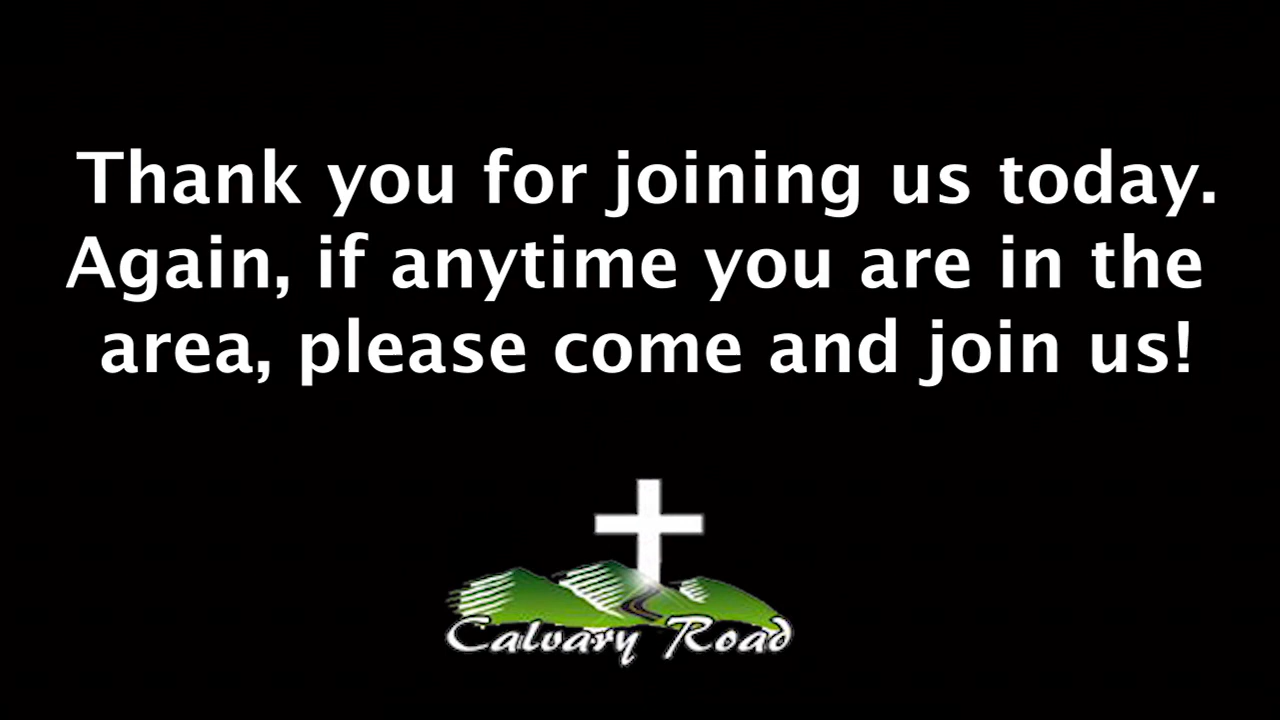 Thank you for joining us today.
Again, if anytime you are in the
area, please come and join us!
Calvary Road